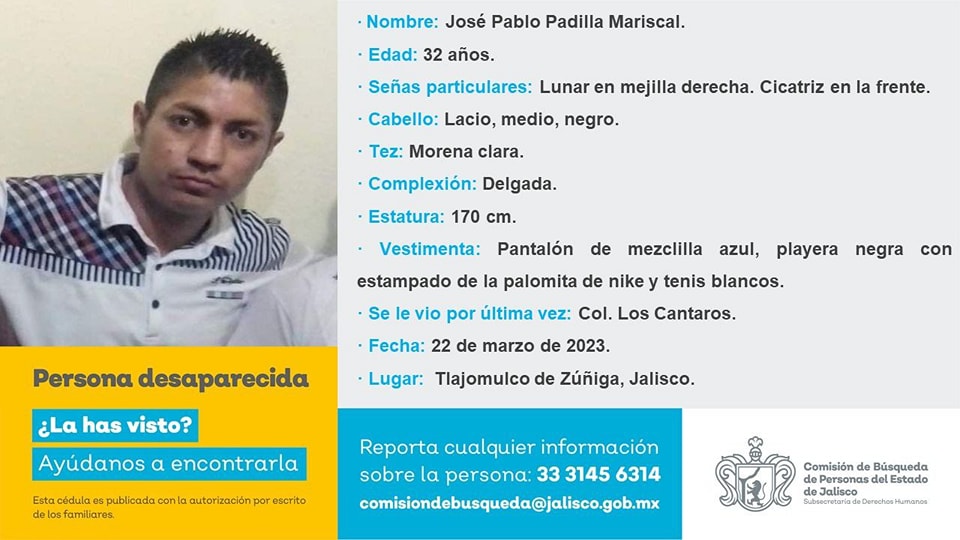 · Nombre: José Pablo Padilla Mariscal.
· Edad: 32 años.
· Señas particulares: Lunar en mejilla derecha. Cicatriz en la frente.
· Cabello: Lacio, medio, negro.
· Tez: Morena clara.
· Complexión: Delgada.
· Estatura: 170 cm.
· Vestimenta: Pantalón de mezclilla azul, playera negra con
estampado de la palomita de nike y tenis blancos.
· Se le vio por última vez: Col. Los Cantaros.
· Fecha: 22 de marzo de 2023.
· Lugar: Tlajomulco de Zúñiga, Jalisco.
Persona desaparecida
¿La has visto?
Ayúdanos a encontrarla
Esta cédula es publicada con la autorización por escrito
de los familiares.
Reporta cualquier información
sobre la persona: 33 3145 6314
comisiondebusqueda@jalisco.gob.mx
Comisión de Búsqueda
de Personas del Estado
de Jalisco
Subsecretaría de Derechos Humanos